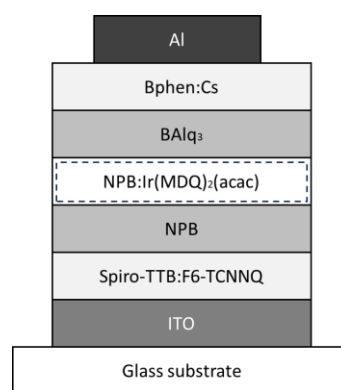 Al
Bphen:Cs
BAlq₃
NPB:Ir(MDQ)₂(acac)
NPB
Spiro-TTB:F6-TCNNQ
ITO
Glass substrate